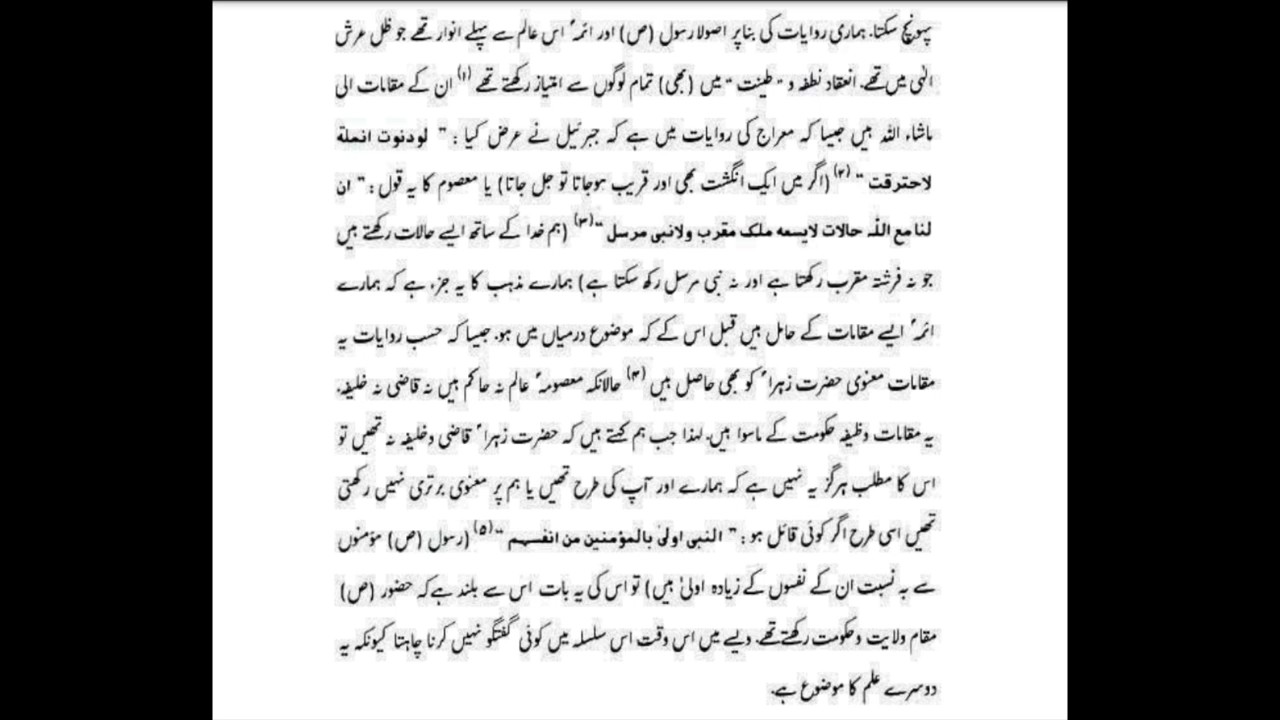 پہونچ سکتا. ہماری روایات کی بناپر اصولا رسول (ص) اور ائمہؑ اس عالم سے پہلے انوار تھے جو ظل عرش
الٰہی میں تھے. انعقاد نطفہ و " طینت " میں (بھی) تمام لوگوں سے امتیاز رکھتے تھے (۱) ان کے مقامات الی
ماشاء اللہ ہیں جیسا کہ معراج کی روایات میں ہے کہ جبرئیل نے عرض کیا : " لودنوت انملة
لاحترقت " (۲) (اگر میں ایک انگشت بھی اور قریب ہوجاتا تو جل جاتا) یا معصوم کا یہ قول : " ان
لنا مع اللہ حالات لایسعه ملک مقرب ولانبی مرسل " (۳) (ہم خدا کے ساتھ ایسے حالات رکھتے ہیں
جو نہ فرشتہ مقرب رکھتا ہے اور نہ نبی مرسل رکھ سکتا ہے) ہمارے مذہب کا یہ جزء ہے کہ ہمارے
ائمہؑ ایسے مقامات کے حامل ہیں قبل اس کے کہ موضوع درمیاں میں ہو. جیسا کہ حسب روایات یہ
مقامات معنوی حضرت زہراؑ کو بھی حاصل ہیں (۴) حالانکہ معصومہؑ عالم نہ حاکم ہیں نہ قاضی نہ خلیفہ.
یہ مقامات وظیفہ حکومت کے ماسوا ہیں. لہذا جب ہم کہتے ہیں کہ حضرت زہراؑ قاضی وخلیفہ نہ تھیں تو
اس کا مطلب ہرگز یہ نہیں ہے کہ ہمارے اور آپ کی طرح تھیں یا ہم پر معنوی برتری نہیں رکھتی
تھیں اسی طرح اگر کوئی قائل ہو : " النبی اولیٰ بالمؤمنین من انفسہم " (۵) (رسول (ص) مؤمنوں
سے بہ نسبت ان کے نفسوں کے زیادہ اولیٰ ہیں) تو اس کی یہ بات اس سے بلند ہے کہ حضور (ص)
مقام ولایت وحکومت رکھتے تھے. ویسے میں اس وقت اس سلسلہ میں کوئی گفتگو نہیں کرنا چاہتا کیونکہ یہ
دوسرے علم کا موضوع ہے.